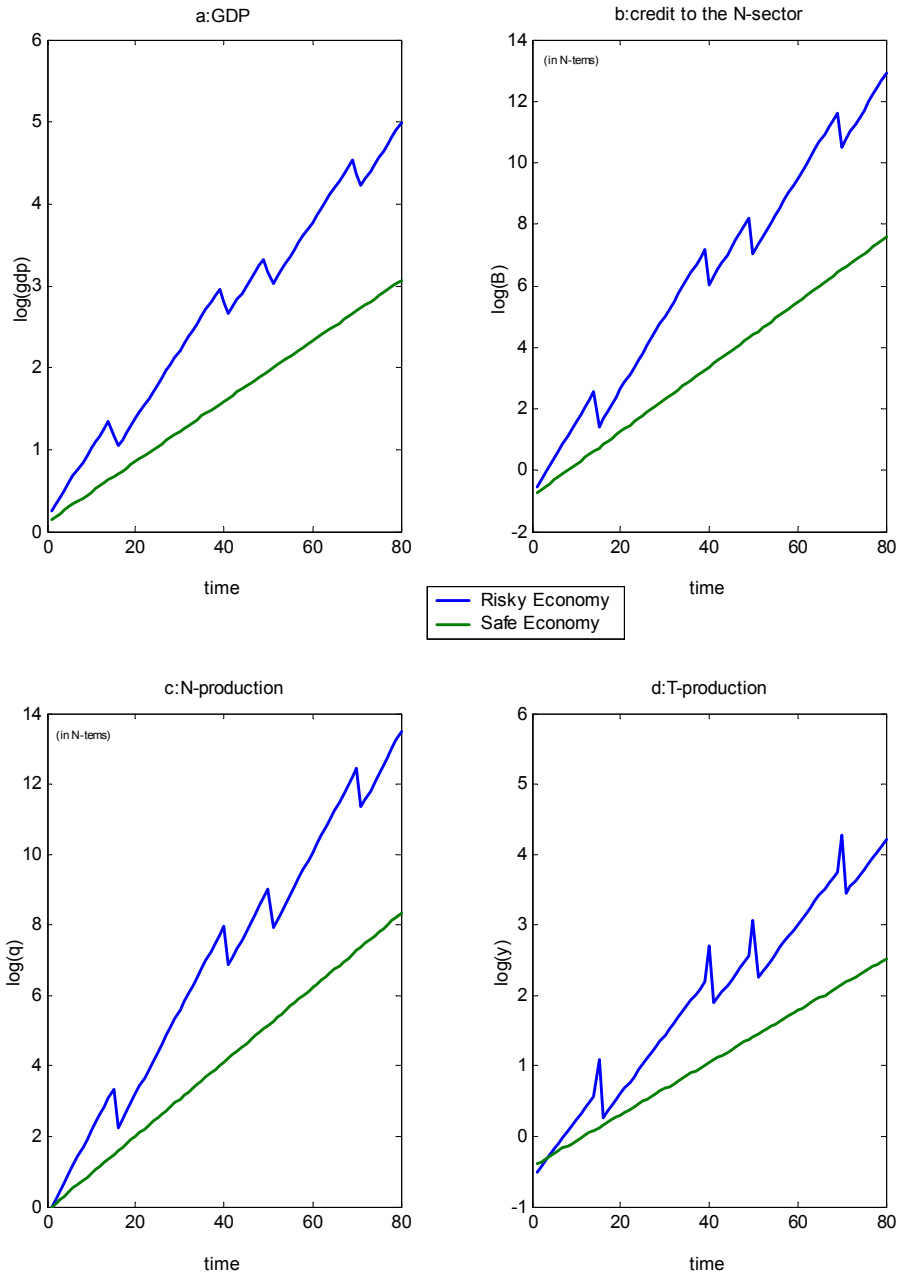 a:GDP
6
5
4
3
2
1
0
log(gdp)
0 20 40 60 80
time
b:credit to the N-sector
(in N-tems)
14
12
10
8
6
4
2
0
-2
log(B)
0 20 40 60 80
time
Risky Economy
Safe Economy
c:N-production
(in N-tems)
14
12
10
8
6
4
2
0
log(q)
0 20 40 60 80
time
d:T-production
6
5
4
3
2
1
0
-1
log(y)
0 20 40 60 80
time